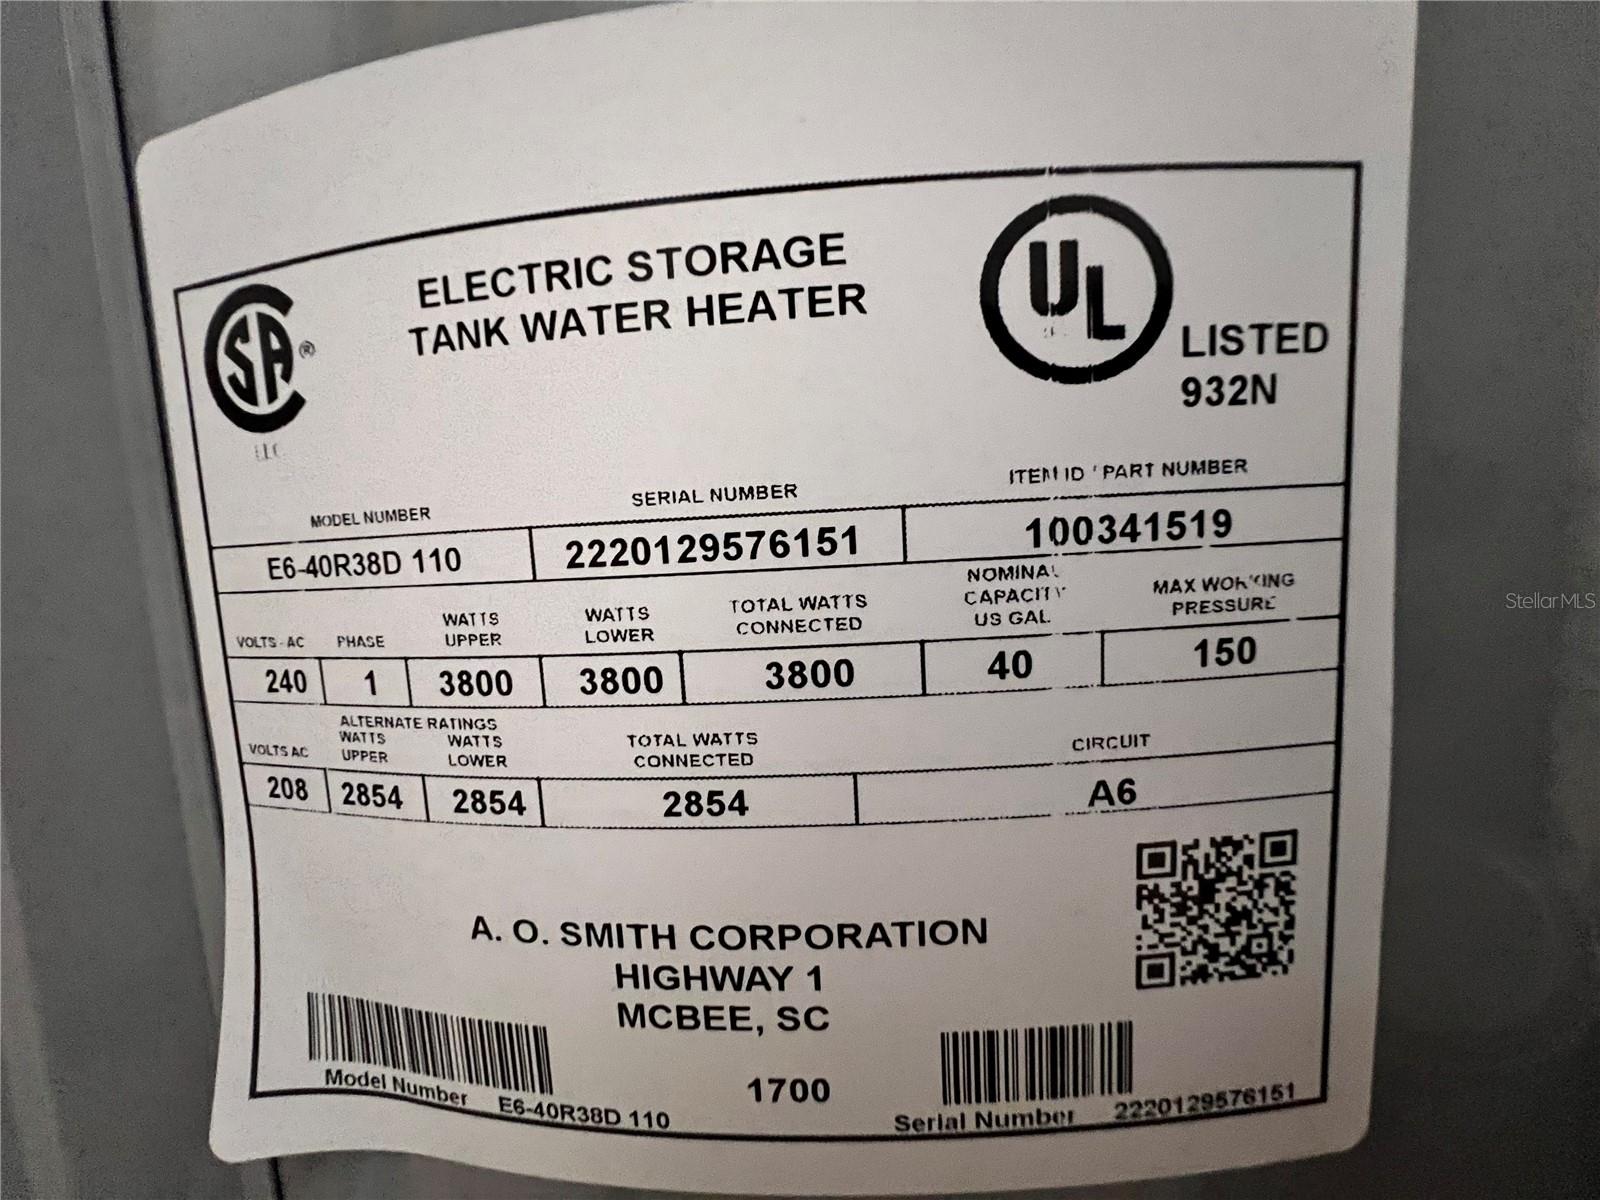 ELECTRIC STORAGE
TANK WATER HEATER
SA ®
UL
LISTED
932N
MODEL NUMBER SERIAL NUMBER ITEM ID / PART NUMBER
E6-40R38D 110 2220129576151 100341519
VOLTS - AC PHASE WATTS UPPER WATTS LOWER TOTAL WATTS CONNECTED NOMINAL CAPACITY US GAL. MAX WORKING PRESSURE
240 1 3800 3800 3800 40 150
ALTERNATE RATINGS
VOLTS AC WATTS UPPER WATTS LOWER TOTAL WATTS CONNECTED CIRCUIT
208 2854 2854 2854 A6
A. O. SMITH CORPORATION
HIGHWAY 1
MCBEE, SC
1700
Model Number E6-40R38D 110
Serial Number 2220129576151
StellarMLS